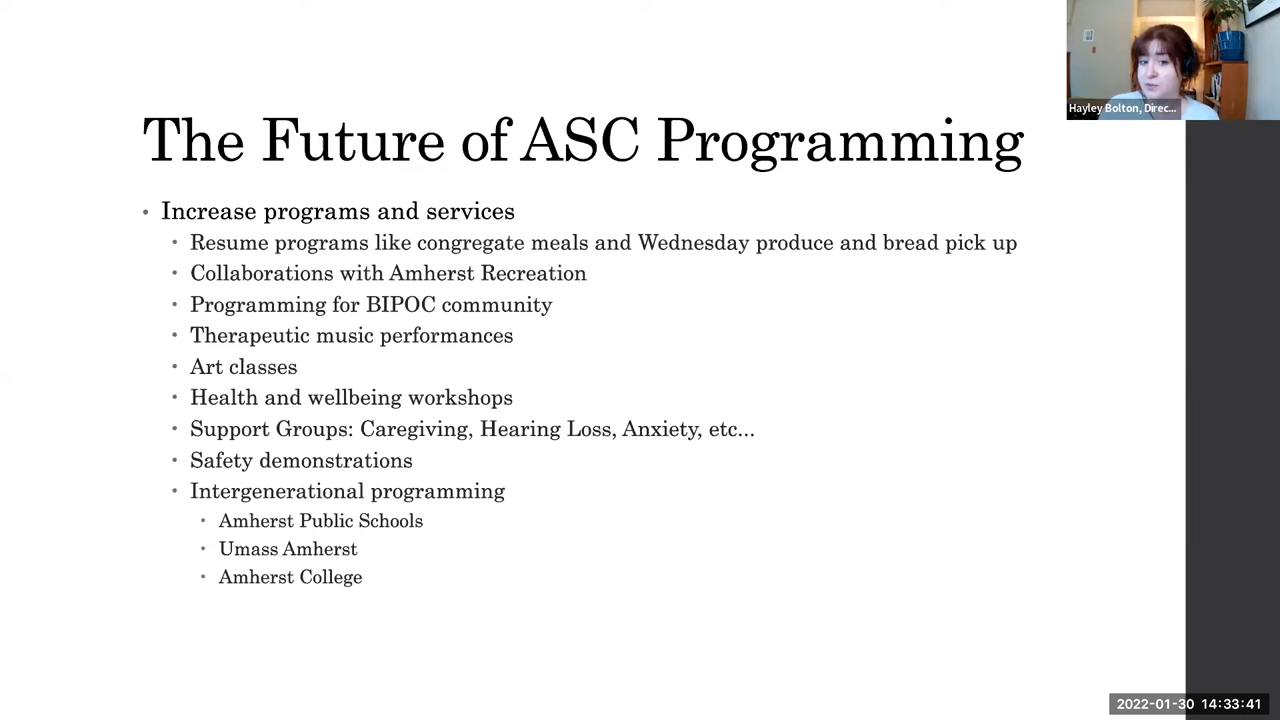 Hayley Bolton, Direc...
The Future of ASC Programming
• Increase programs and services
• Resume programs like congregate meals and Wednesday produce and bread pick up
• Collaborations with Amherst Recreation
• Programming for BIPOC community
• Therapeutic music performances
• Art classes
• Health and wellbeing workshops
• Support Groups: Caregiving, Hearing Loss, Anxiety, etc...
• Safety demonstrations
• Intergenerational programming
• Amherst Public Schools
• Umass Amherst
• Amherst College
2022-01-30 14:33:41